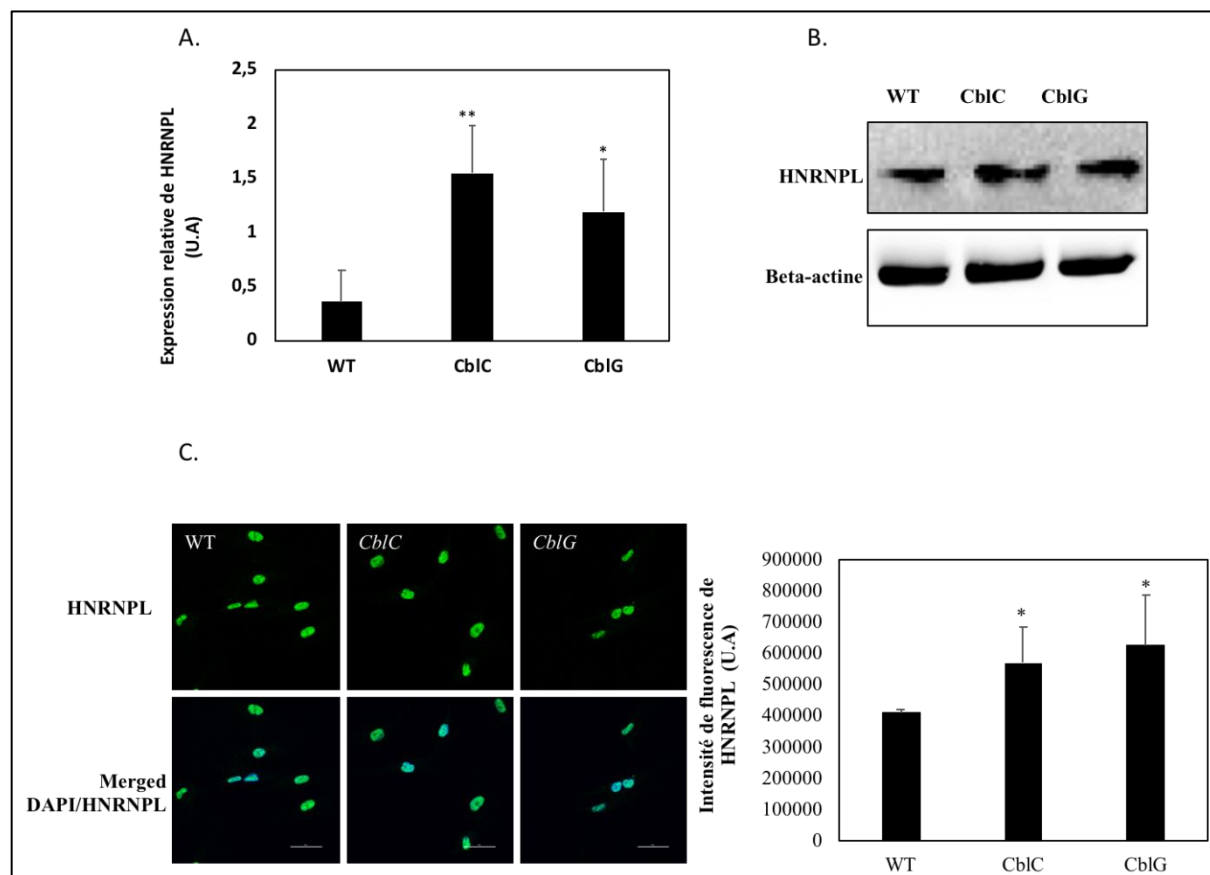 A.
Expression relative de HNRNPL
(U.A)
2,5
2
1,5
1
0,5
0
**
*
WT
CblC
CblG
B.
WT CblC CblG
HNRNPL
Beta-actine
C.
WT
CblC
CblG
HNRNPL
Merged
DAPI/HNRNPL
Intensité de fluorescence de
HNRNPL (U.A)
900000
800000
700000
600000
500000
400000
300000
200000
100000
0
*
*
WT
CblC
CblG